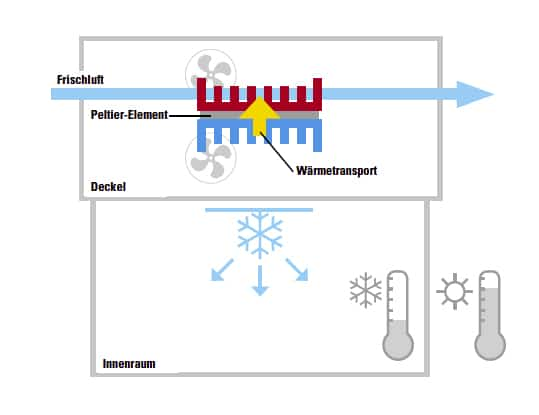 Frischluft
Peltier-Element
Wärmetransport
Deckel
Innenraum